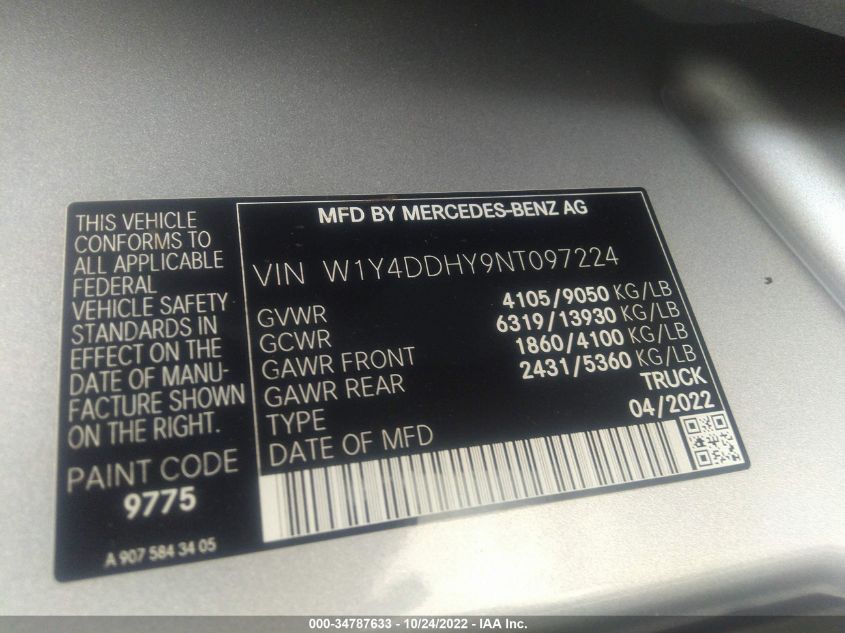 THIS VEHICLE
CONFORMS TO
ALL APPLICABLE
FEDERAL
VEHICLE SAFETY
STANDARDS IN
EFFECT ON THE
DATE OF MANU-
FACTURE SHOWN
ON THE RIGHT.
PAINT CODE
9775
A 907 584 34 05
MFD BY MERCEDES-BENZ AG
VIN W1Y4DDHY9NT097224
GVWR 4105/9050 KG/LB
GCWR 6319/13930 KG/LB
GAWR FRONT 1860/4100 KG/LB
GAWR REAR 2431/5360 KG/LB
TYPE TRUCK
DATE OF MFD 04/2022
000-34787633 - 10/24/2022 - IAA Inc.